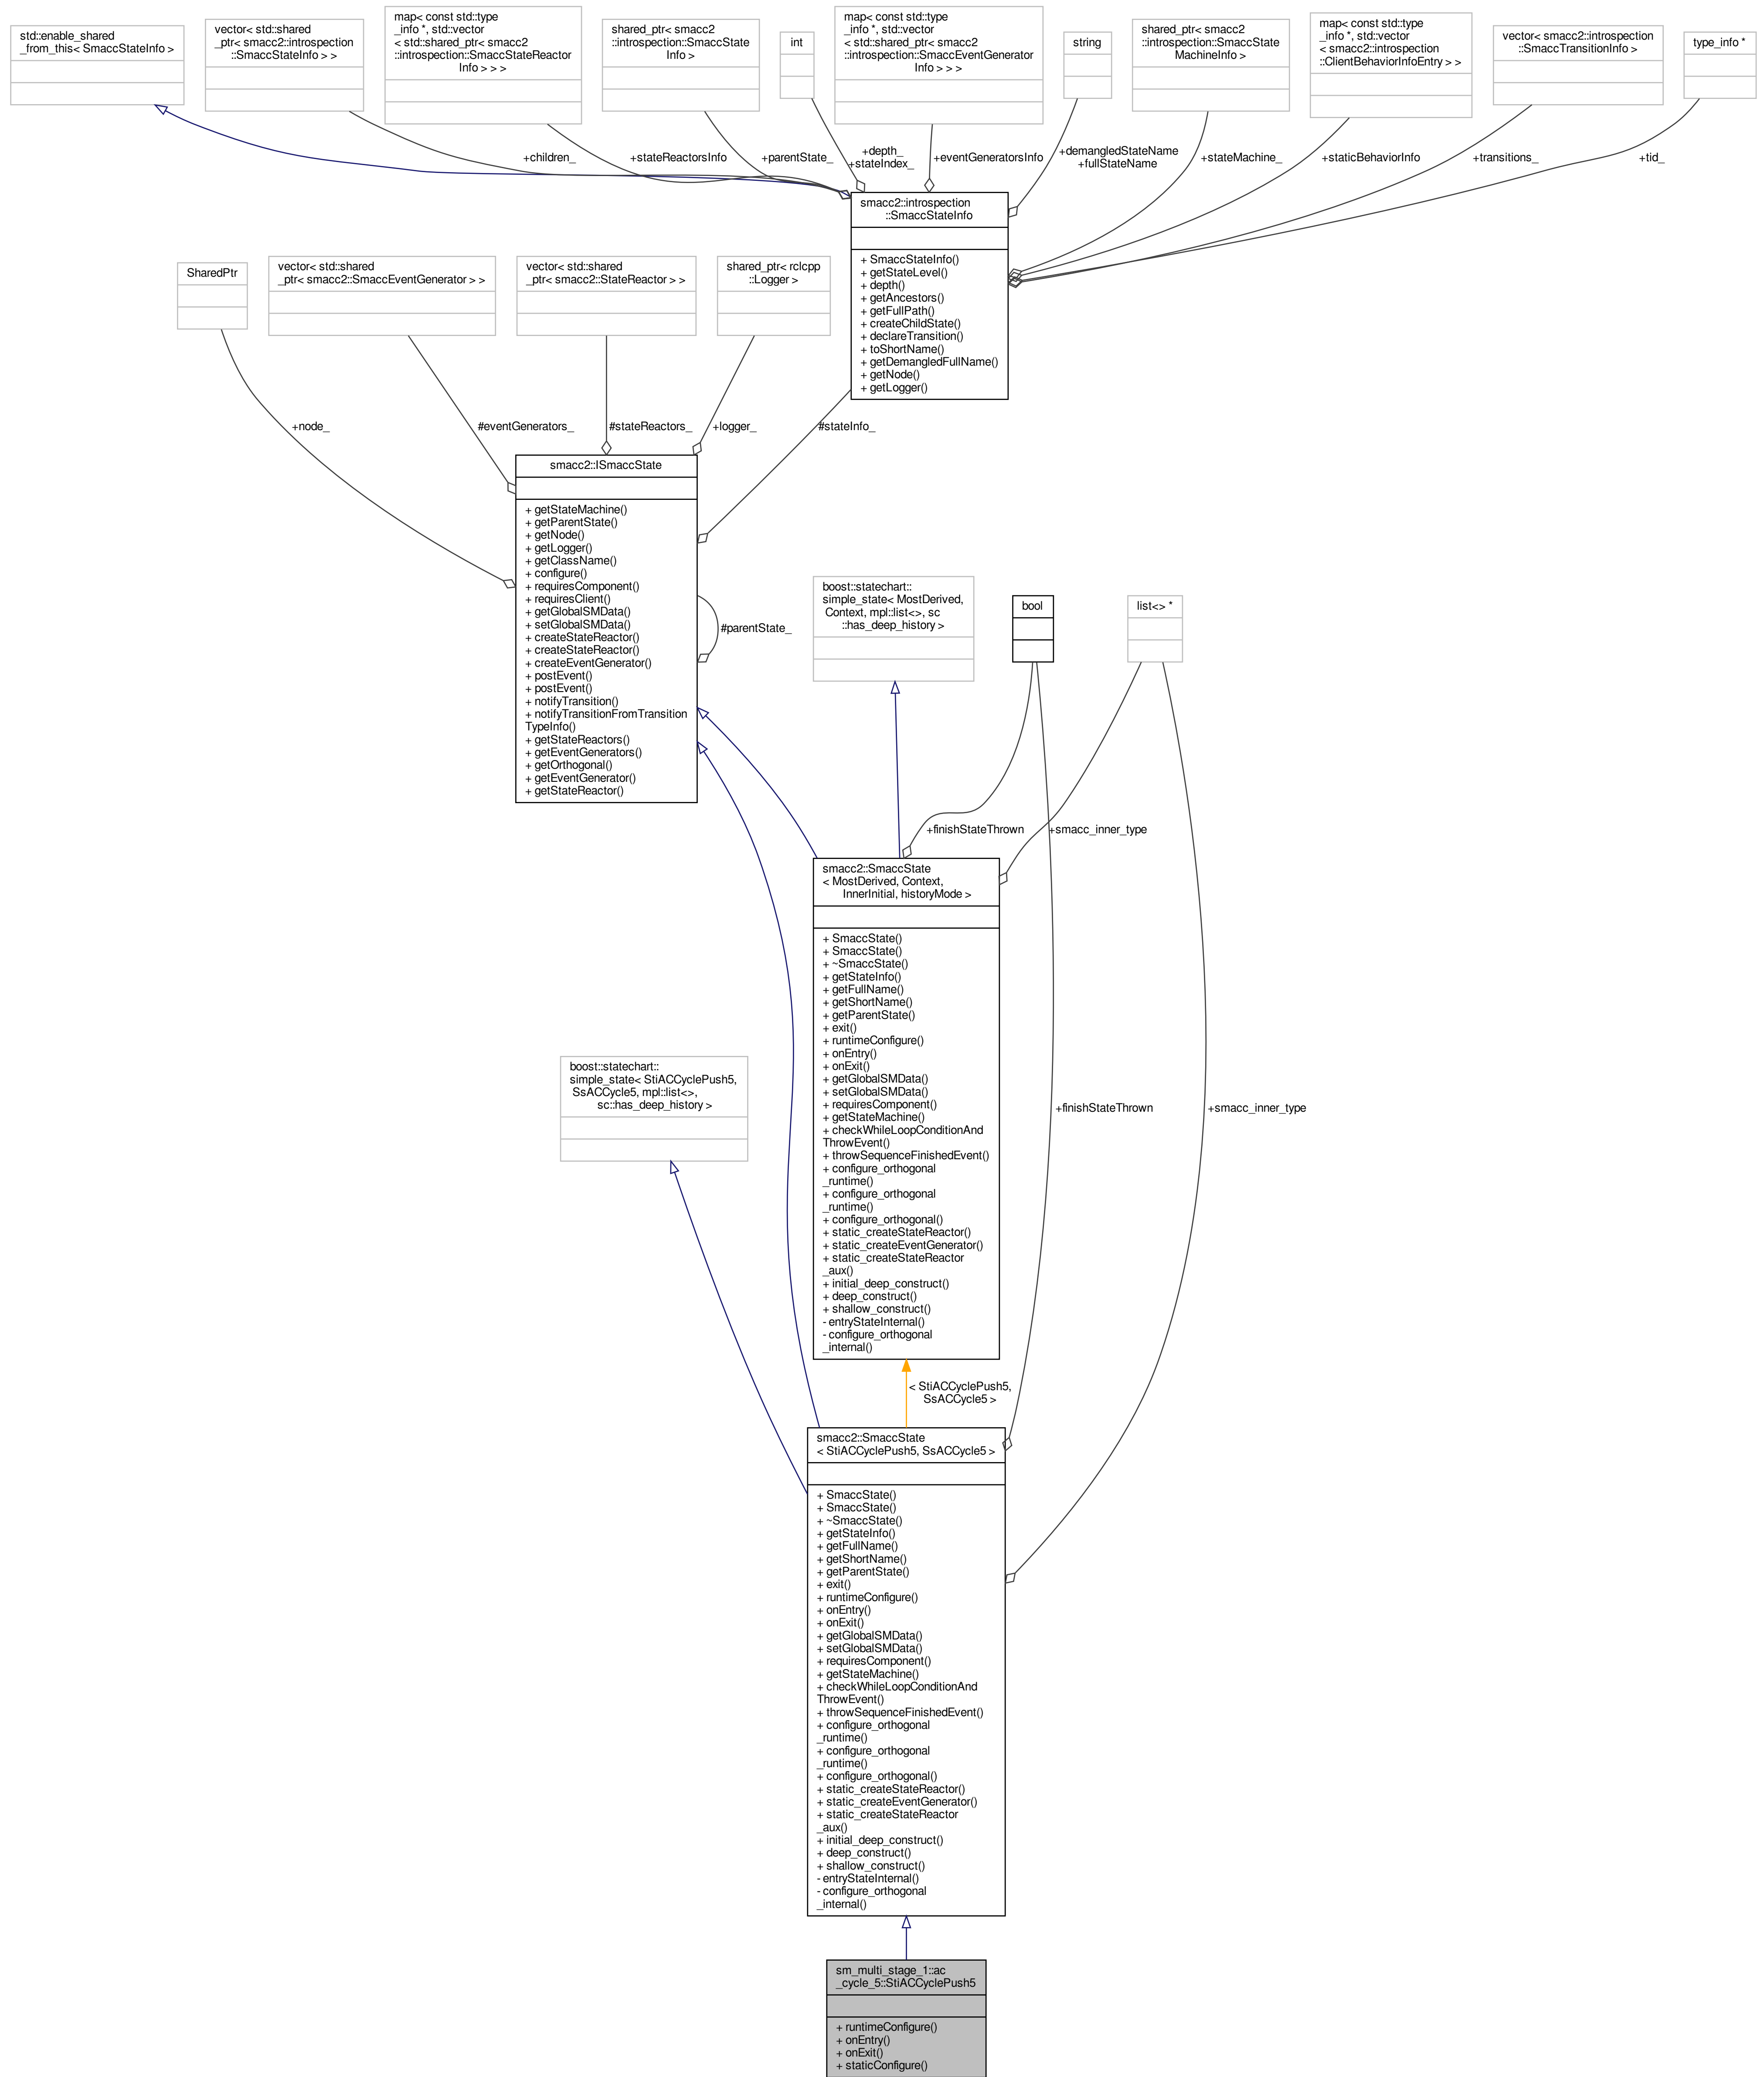 std::enable_shared
_from_this< SmaccStateInfo >
vector< std::shared
_ptr< smacc2::introspection
::SmaccStateInfo > >
map< const std::type
_info *, std::vector
< std::shared_ptr< smacc2
::introspection::SmaccStateReactor
Info > > >
shared_ptr< smacc2
::introspection::SmaccState
Info >
int
map< const std::type
_info *, std::vector
< std::shared_ptr< smacc2
::introspection::SmaccEventGenerator
Info > > >
string
shared_ptr< smacc2
::introspection::SmaccState
MachineInfo >
map< const std::type
_info *, std::vector
< smacc2::introspection
::ClientBehaviorInfoEntry > >
vector< smacc2::introspection
::SmaccTransitionInfo >
type_info *
+children_
+stateReactorsInfo
+parentState_
+depth_
+stateIndex_
+eventGeneratorsInfo
+demangledStateName
+fullStateName
+stateMachine_
+staticBehaviorInfo
+transitions_
+tid_
smacc2::introspection
::SmaccStateInfo
+ SmaccStateInfo()
+ getStateLevel()
+ depth()
+ getAncestors()
+ getFullPath()
+ createChildState()
+ declareTransition()
+ toShortName()
+ getDemangledFullName()
+ getNode()
+ getLogger()
SharedPtr
vector< std::shared
_ptr< smacc2::SmaccEventGenerator > >
vector< std::shared
_ptr< smacc2::StateReactor > >
shared_ptr< rclcpp
::Logger >
+node_
#eventGenerators_
#stateReactors_
+logger_
#stateInfo_
smacc2::ISmaccState
+ getStateMachine()
+ getParentState()
+ getNode()
+ getLogger()
+ getClassName()
+ configure()
+ requiresComponent()
+ requiresClient()
+ getGlobalSMData()
+ setGlobalSMData()
+ createStateReactor()
+ createStateReactor()
+ createEventGenerator()
+ postEvent()
+ postEvent()
+ notifyTransition()
+ notifyTransitionFromTransition
TypeInfo()
+ getStateReactors()
+ getEventGenerators()
+ getOrthogonal()
+ getEventGenerator()
+ getStateReactor()
#parentState_
boost::statechart::
simple_state< MostDerived,
Context, mpl::list<>, sc
::has_deep_history >
bool
list<> *
+finishStateThrown
+smacc_inner_type
smacc2::SmaccState
< MostDerived, Context,
InnerInitial, historyMode >
+ SmaccState()
+ SmaccState()
+ ~SmaccState()
+ getStateInfo()
+ getFullName()
+ getShortName()
+ getParentState()
+ exit()
+ runtimeConfigure()
+ onEntry()
+ onExit()
+ getGlobalSMData()
+ setGlobalSMData()
+ requiresComponent()
+ getStateMachine()
+ checkWhileLoopConditionAnd
ThrowEvent()
+ throwSequenceFinishedEvent()
+ configure_orthogonal
_runtime()
+ configure_orthogonal
_runtime()
+ configure_orthogonal()
+ static_createStateReactor()
+ static_createEventGenerator()
+ static_createStateReactor
_aux()
+ initial_deep_construct()
+ deep_construct()
+ shallow_construct()
- entryStateInternal()
- configure_orthogonal
_internal()
boost::statechart::
simple_state< StiACCyclePush5,
SsACCycle5, mpl::list<>,
sc::has_deep_history >
+finishStateThrown
+smacc_inner_type
< StiACCyclePush5,
SsACCycle5 >
smacc2::SmaccState
< StiACCyclePush5, SsACCycle5 >
+ SmaccState()
+ SmaccState()
+ ~SmaccState()
+ getStateInfo()
+ getFullName()
+ getShortName()
+ getParentState()
+ exit()
+ runtimeConfigure()
+ onEntry()
+ onExit()
+ getGlobalSMData()
+ setGlobalSMData()
+ requiresComponent()
+ getStateMachine()
+ checkWhileLoopConditionAnd
ThrowEvent()
+ throwSequenceFinishedEvent()
+ configure_orthogonal
_runtime()
+ configure_orthogonal
_runtime()
+ configure_orthogonal()
+ static_createStateReactor()
+ static_createEventGenerator()
+ static_createStateReactor
_aux()
+ initial_deep_construct()
+ deep_construct()
+ shallow_construct()
- entryStateInternal()
- configure_orthogonal
_internal()
sm_multi_stage_1::ac
_cycle_5::StiACCyclePush5
+ runtimeConfigure()
+ onEntry()
+ onExit()
+ staticConfigure()